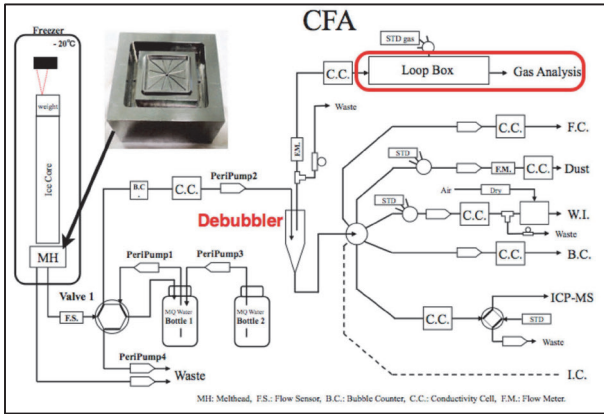 CFA
Freezer
- 20℃
weight
Ice Core
MH
STD gas
C.C.
Loop Box
Gas Analysis
Waste
F.M.
B.C.
C.C.
PeriPump2
Debubbler
PeriPump1
PeriPump3
Valve 1
F.S.
MQ Water
Bottle 1
MQ Water
Bottle 2
PeriPump4
Waste
C.C.
F.C.
STD
F.M.
C.C.
Dust
Air
Dry
STD
C.C.
W.I.
Waste
C.C.
B.C.
C.C.
ICP-MS
STD
Waste
I.C.
MH: Melthead, F.S.: Flow Sensor, B.C.: Bubble Counter, C.C.: Conductivity Cell, F.M.: Flow Meter.